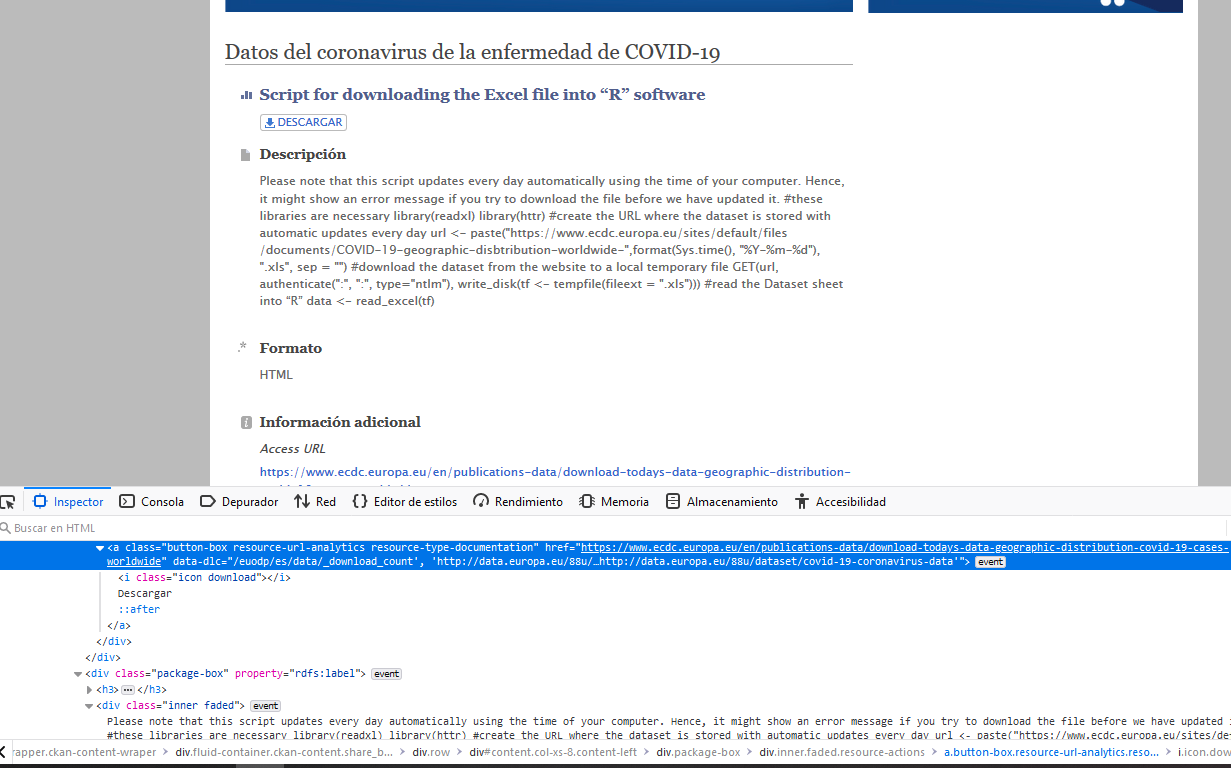 Datos del coronavirus de la enfermedad de COVID-19
Script for downloading the Excel file into “R” software
DESCARGAR
Descripción
Please note that this script updates every day automatically using the time of your computer. Hence,
it might show an error message if you try to download the file before we have updated it. #these
libraries are necessary library(readxl) library(httr) #create the URL where the dataset is stored with
automatic updates every day url <- paste("https://www.ecdc.europa.eu/sites/default/files
/documents/COVID-19-geographic-disbtribution-worldwide-",format(Sys.time(), "%Y-%m-%d"),
".xls", sep = "") #download the dataset from the website to a local temporary file GET(url,
authenticate(":", ":", type="ntlm"), write_disk(tf <- tempfile(fileext = ".xls"))) #read the Dataset sheet
into “R” data <- read_excel(tf)
.* Formato
HTML
i Información adicional
Access URL
https://www.ecdc.europa.eu/en/publications-data/download-todays-data-geographic-distribution-
Inspector Consola Depurador Red {} Editor de estilos Rendimiento Memoria Almacenamiento Accesibilidad
Buscar en HTML
<a class="button-box resource-url-analytics resource-type-documentation" href="https://www.ecdc.europa.eu/en/publications-data/download-todays-data-geographic-distribution-covid-19-cases-
worldwide" data-dlc="/euodp/es/data/_download_count', 'http://data.europa.eu/88u/…http://data.europa.eu/88u/dataset/covid-19-coronavirus-data'"> event
<i class="icon download"></i>
Descargar
::after
</a>
</div>
</div>
<div class="package-box" property="rdfs:label"> event
<h3> ••• </h3>
<div class="inner faded"> event
Please note that this script updates every day automatically using the time of your computer. Hence, it might show an error message if you try to download the file before we have updated
#these libraries are necessary library(readxl) library(httr) #create the URL where the dataset is stored with automatic updates every day url <- paste("https://www.ecdc.europa.eu/sites/de
rapper.ckan-content-wrapper > div.fluid-container.ckan-content.share_b… > div.row > div#content.col-xs-8.content-left > div.package-box > div.inner.faded.resource-actions > a.button-box.resource-url-analytics.reso… > i.icon.dow